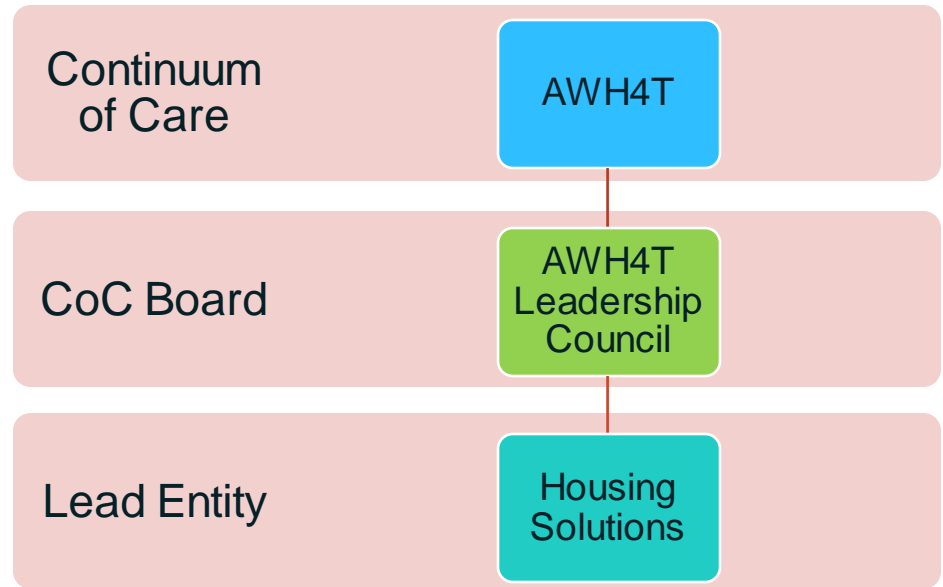 Continuum
of Care
AWH4T
CoC Board
AWH4T
Leadership
Council
Lead Entity
Housing
Solutions